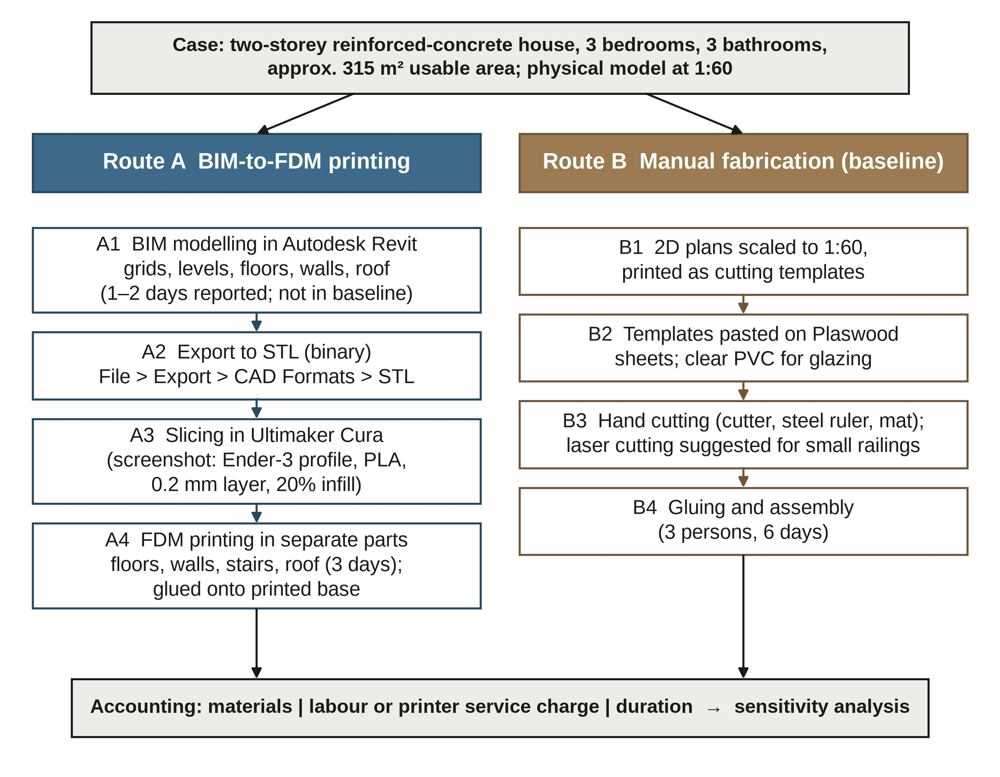 Case: two-storey reinforced-concrete house, 3 bedrooms, 3 bathrooms,
approx. 315 m² usable area; physical model at 1:60
Route A  BIM-to-FDM printing
A1  BIM modelling in Autodesk Revit
grids, levels, floors, walls, roof
(1–2 days reported; not in baseline)
A2  Export to STL (binary)
File > Export > CAD Formats > STL
A3  Slicing in Ultimaker Cura
(screenshot: Ender-3 profile, PLA,
0.2 mm layer, 20% infill)
A4  FDM printing in separate parts
floors, walls, stairs, roof (3 days);
glued onto printed base
Route B  Manual fabrication (baseline)
B1  2D plans scaled to 1:60,
printed as cutting templates
B2  Templates pasted on Plaswood
sheets; clear PVC for glazing
B3  Hand cutting (cutter, steel ruler, mat);
laser cutting suggested for small railings
B4  Gluing and assembly
(3 persons, 6 days)
Accounting: materials | labour or printer service charge | duration → sensitivity analysis